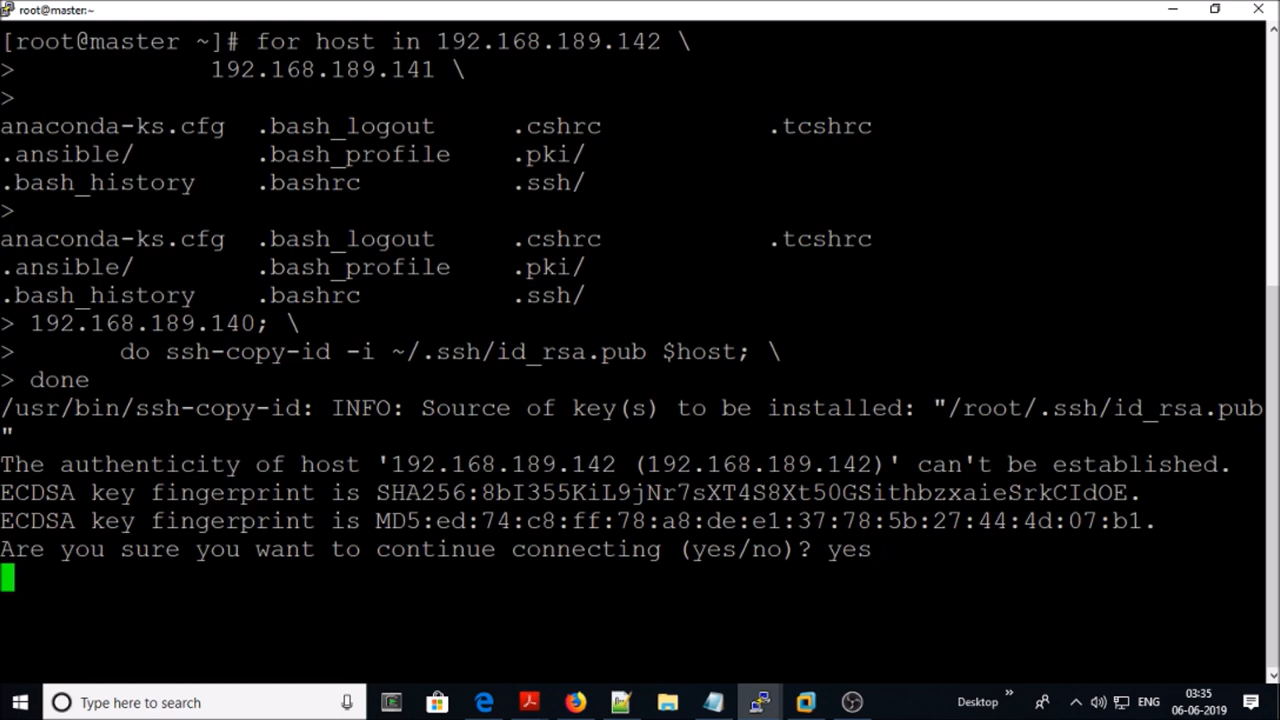 root@master:~
[root@master ~]# for host in 192.168.189.142 \
>              192.168.189.141 \
>
anaconda-ks.cfg  .bash_logout     .cshrc           .tcshrc
.ansible/        .bash_profile    .pki/
.bash_history    .bashrc          .ssh/
>
anaconda-ks.cfg  .bash_logout     .cshrc           .tcshrc
.ansible/        .bash_profile    .pki/
.bash_history    .bashrc          .ssh/
> 192.168.189.140; \
>       do ssh-copy-id -i ~/.ssh/id_rsa.pub $host; \
> done
/usr/bin/ssh-copy-id: INFO: Source of key(s) to be installed: "/root/.ssh/id_rsa.pub
"
The authenticity of host '192.168.189.142 (192.168.189.142)' can't be established.
ECDSA key fingerprint is SHA256:8bI355KiL9jNr7sXT4S8Xt50GSithbzxaieSrkCIdOE.
ECDSA key fingerprint is MD5:ed:74:c8:ff:78:a8:de:e1:37:78:5b:27:44:4d:07:b1.
Are you sure you want to continue connecting (yes/no)? yes
Type here to search
Desktop
ENG
03:35
06-06-2019